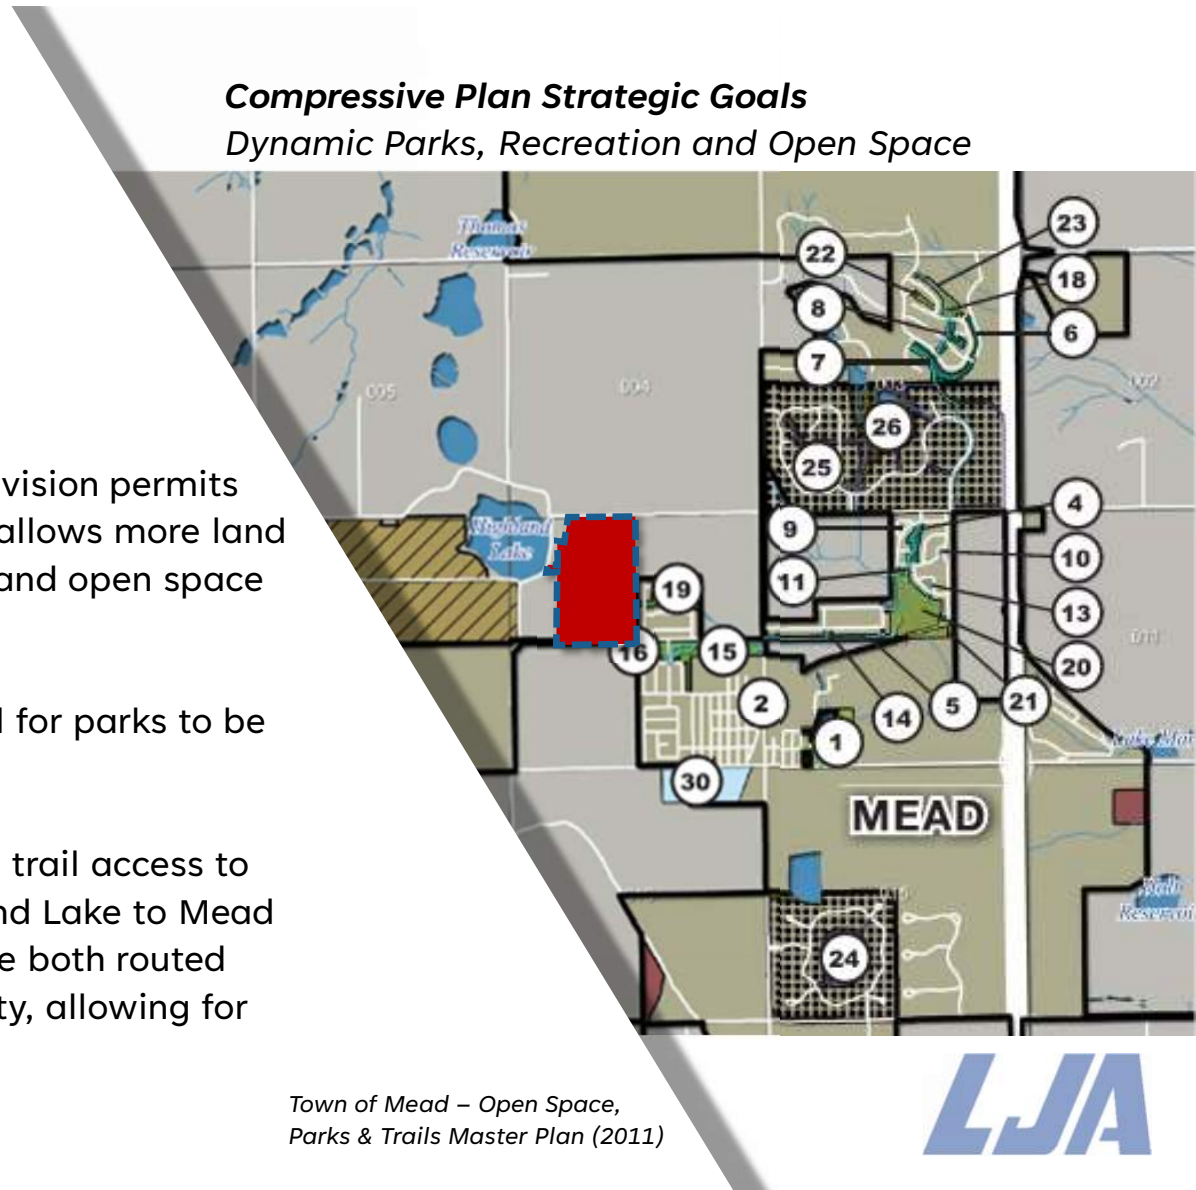 Compressive Plan Strategic Goals
Dynamic Parks, Recreation and Open Space
vision permits
allows more land
and open space
for parks to be
trail access to
nd Lake to Mead
e both routed
ty, allowing for
Thomas
Reservoir
005
004
003
002
011
Highland
Lake
22
8
7
23
18
6
26
25
9
11
4
10
13
20
19
16
15
2
1
14
5
21
30
MEAD
24
Reservoir
Town of Mead – Open Space,
Parks & Trails Master Plan (2011)
LJA